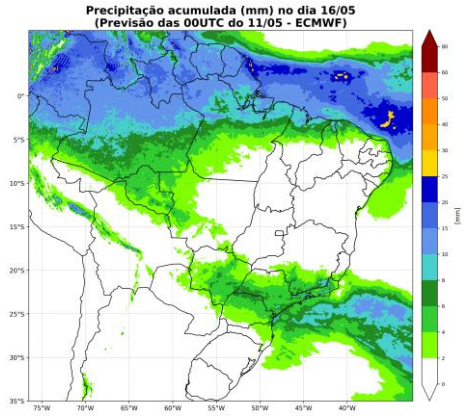 Precipitação acumulada (mm) no dia 16/05
(Previsão das 00UTC do 11/05 - ECMWF)
0°
5°S
10°S
15°S
20°S
25°S
30°S
35°S
75°W
70°W
65°W
60°W
55°W
50°W
45°W
40°W
80
60
50
40
30
25
20
15
10
8
6
4
2
0
[mm]